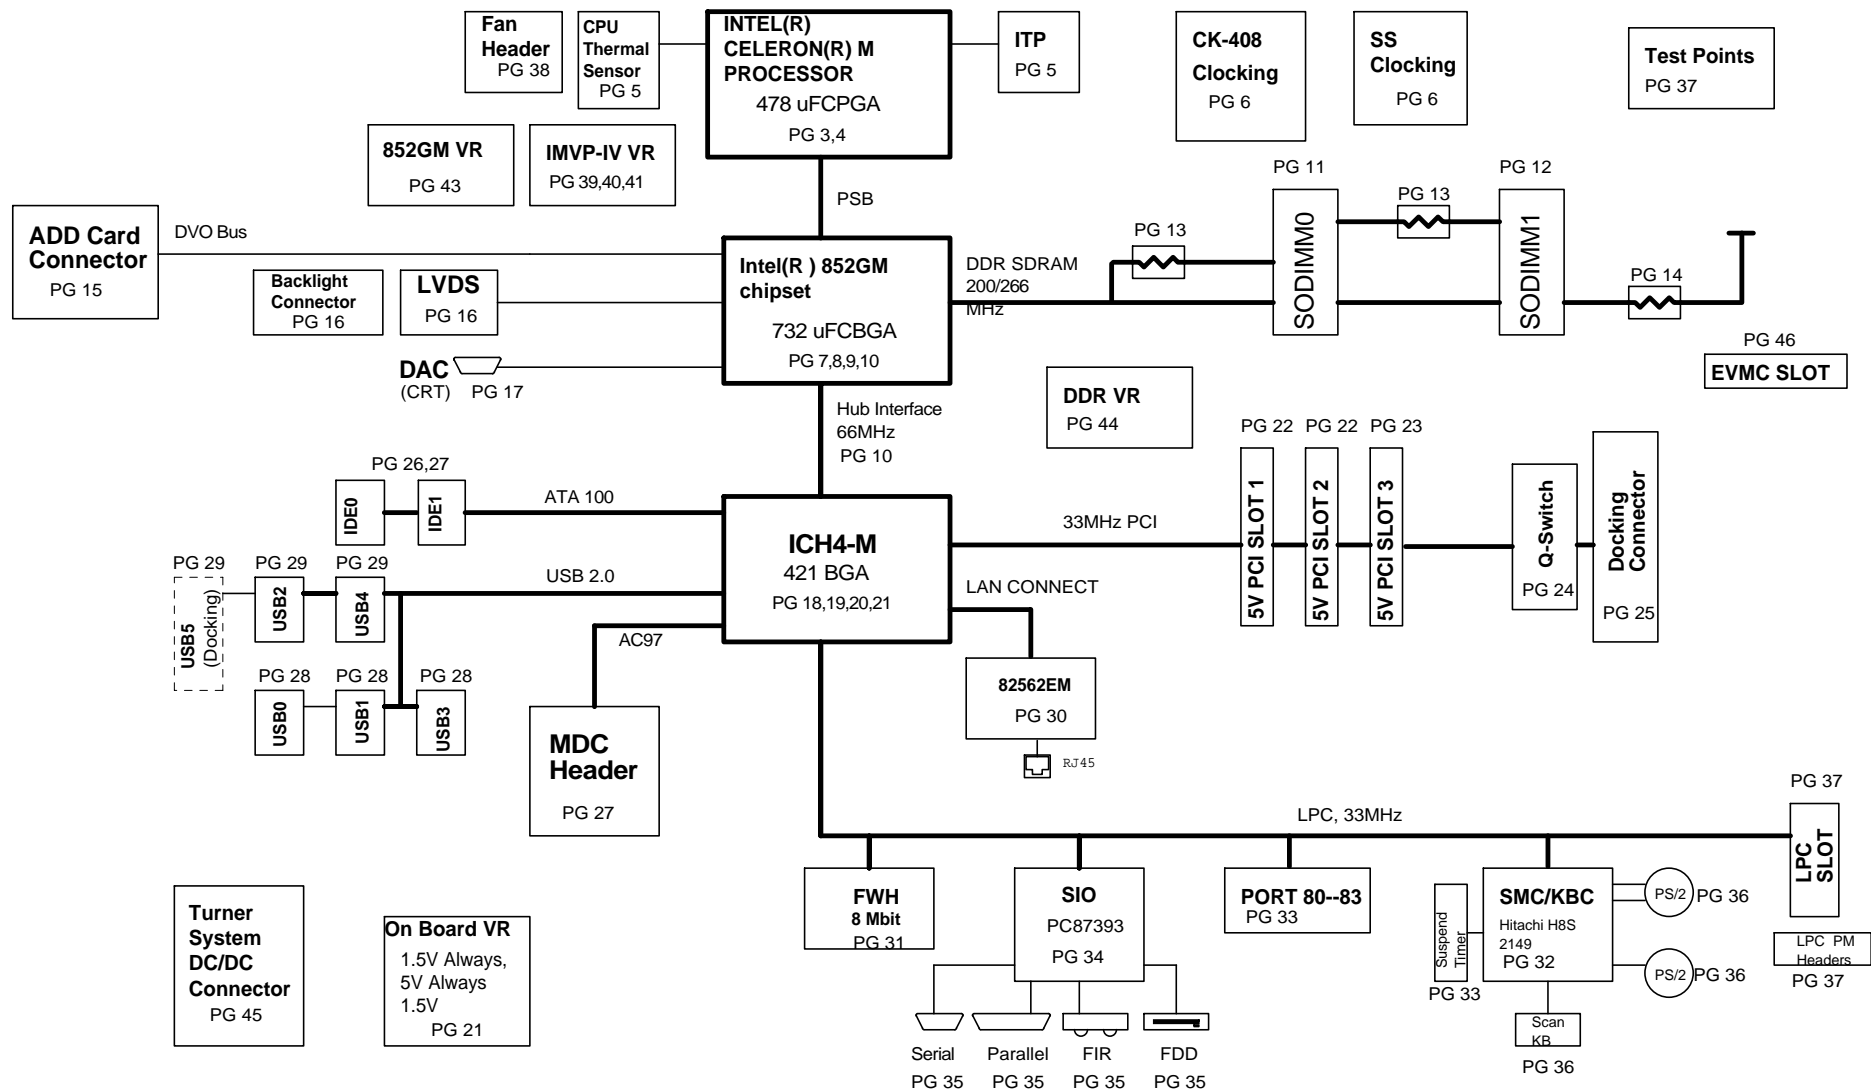 Fan
Header
PG 38
CPU
Thermal
Sensor
PG 5
INTEL(R)
CELERON(R) M
PROCESSOR
478 uFCPGA
PG 3,4
ITP
PG 5
CK-408
Clocking
PG 6
SS
Clocking
PG 6
Test Points
PG 37
852GM VR
PG 43
IMVP-IV VR
PG 39,40,41
PSB
ADD Card
Connector
PG 15
DVO Bus
Backlight
Connector
PG 16
LVDS
PG 16
DAC
(CRT)
PG 17
Intel(R ) 852GM
chipset
732 uFCBGA
PG 7,8,9,10
DDR SDRAM
200/266
MHz
PG 13
PG 11
SODIMM0
PG 13
PG 12
SODIMM1
PG 14
PG 46
EVMC SLOT
Hub Interface
66MHz
PG 10
DDR VR
PG 44
PG 26,27
IDE0
IDE1
ATA 100
ICH4-M
421 BGA
PG 18,19,20,21
33MHz PCI
PG 22
5V PCI SLOT 1
PG 22
5V PCI SLOT 2
PG 23
5V PCI SLOT 3
Q-Switch
PG 24
Docking
Connector
PG 25
PG 29
USB5
(Docking)
PG 29
USB2
PG 29
USB4
USB 2.0
AC97
PG 28
USB0
PG 28
USB1
PG 28
USB3
MDC
Header
PG 27
LAN CONNECT
82562EM
PG 30
RJ45
LPC, 33MHz
PG 37
LPC
SLOT
Turner
System
DC/DC
Connector
PG 45
On Board VR
1.5V Always,
5V Always
1.5V
PG 21
FWH
8 Mbit
PG 31
SIO
PC87393
PG 34
PORT 80--83
PG 33
Suspend
Timer
PG 33
SMC/KBC
Hitachi H8S
2149
PG 32
PS/2
PG 36
PS/2
PG 36
LPC PM
Headers
PG 37
Scan
KB
PG 36
Serial
PG 35
Parallel
PG 35
FIR
PG 35
FDD
PG 35